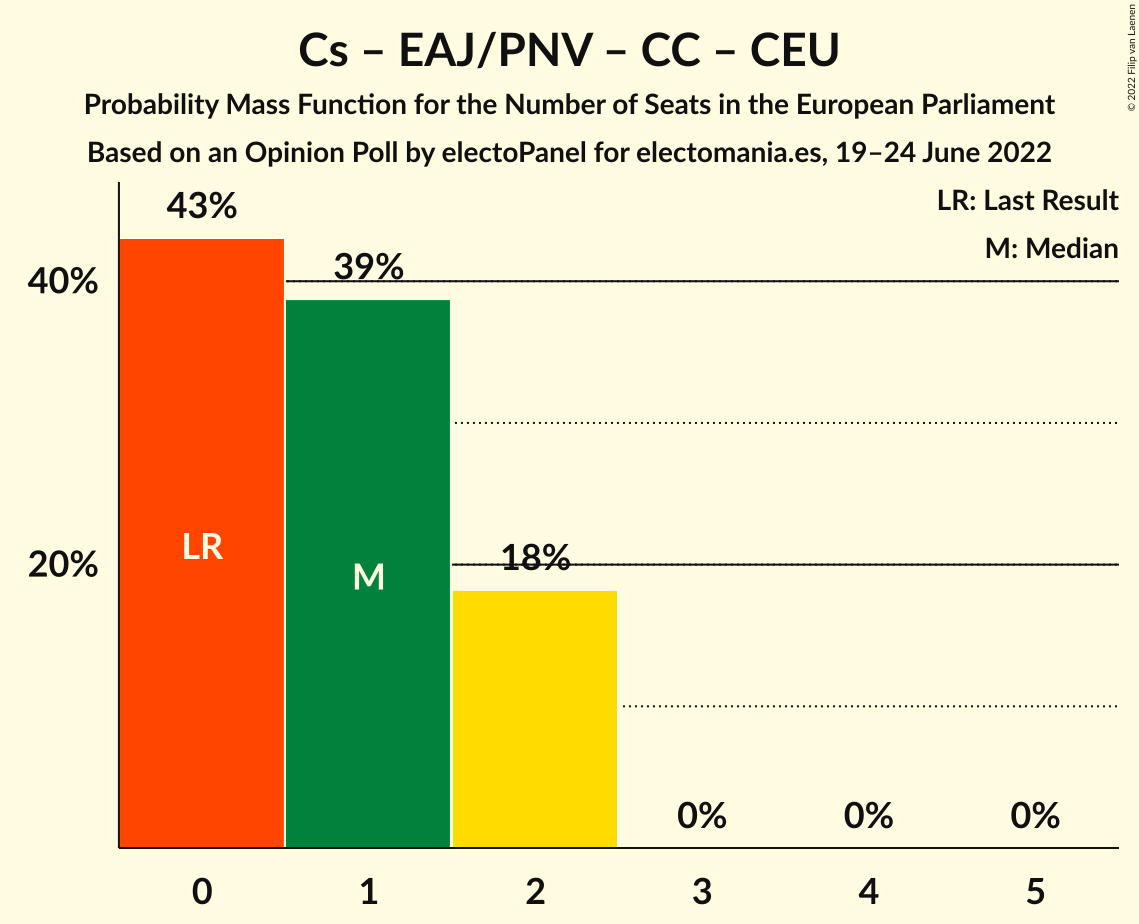 Cs – EAJ/PNV – CC – CEU
Probability Mass Function for the Number of Seats in the European Parliament
Based on an Opinion Poll by electoPanel for electomania.es, 19–24 June 2022
© 2022 Filip van Laenen
LR: Last Result
M: Median
43%
39%
40%
LR
M
18%
20%
0% 0% 0%
0 1 2 3 4 5